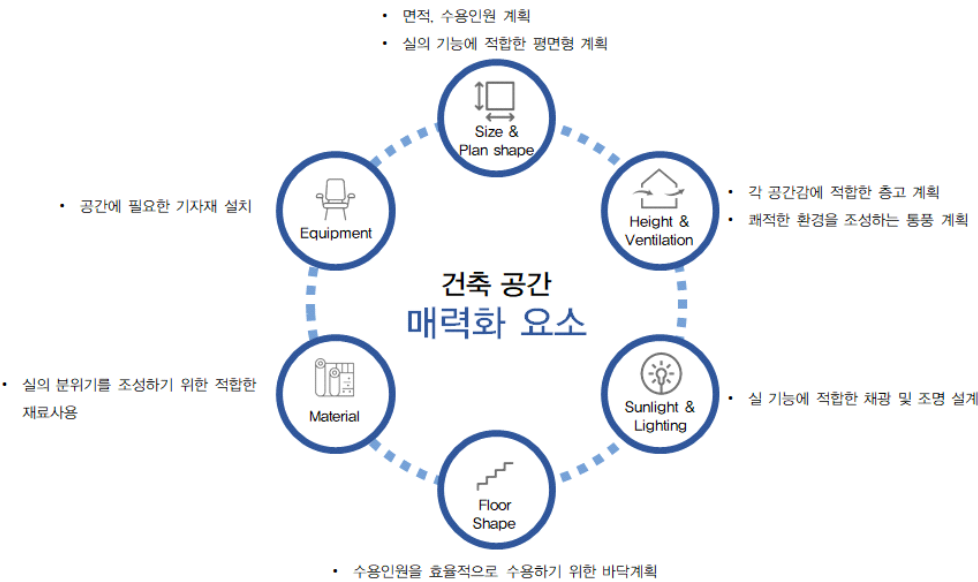 • 면적, 수용인원 계획
• 실의 기능에 적합한 평면형 계획
Size &
Plan shape
• 각 공간감에 적합한 층고 계획
• 쾌적한 환경을 조성하는 통풍 계획
Height &
Ventilation
• 공간에 필요한 기자재 설치
Equipment
건축 공간
매력화 요소
• 실의 분위기를 조성하기 위한 적합한
재료사용
Material
Sunlight &
Lighting
• 실 기능에 적합한 채광 및 조명 설계
Floor
Shape
• 수용인원을 효율적으로 수용하기 위한 바닥계획